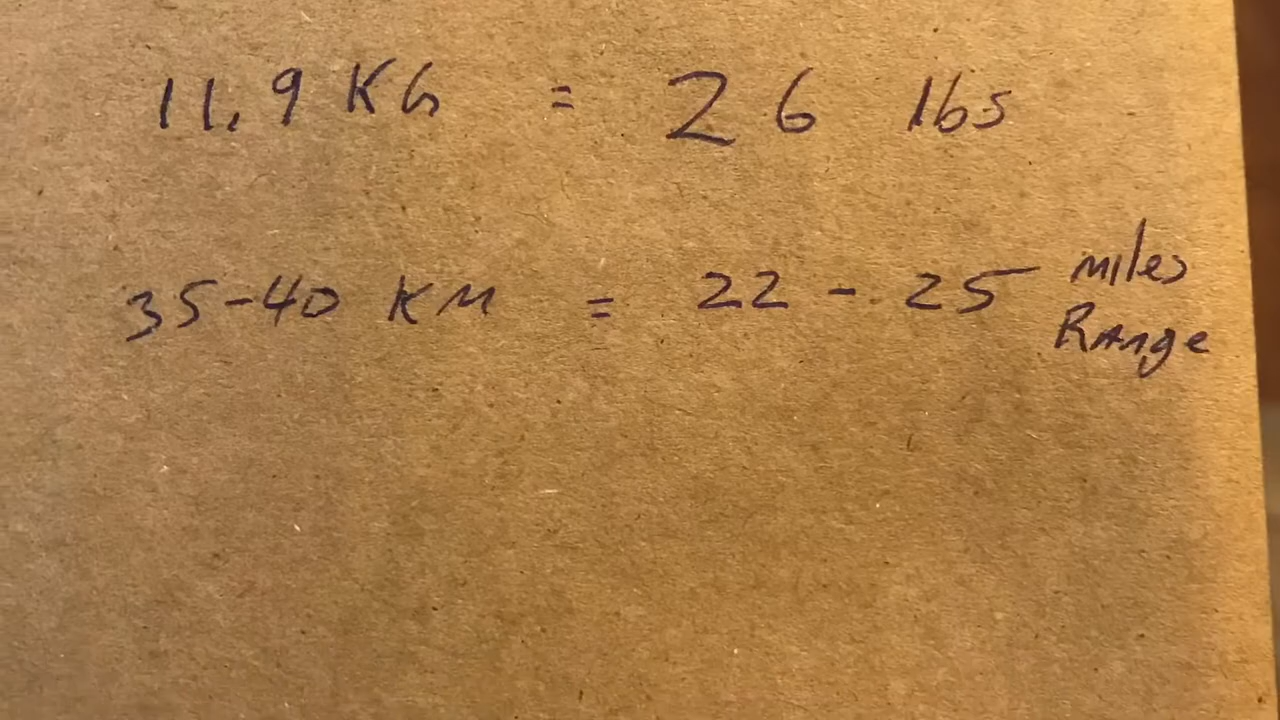 11.9 KG = 26 lbs
35-40 KM = 22 - 25 miles Range